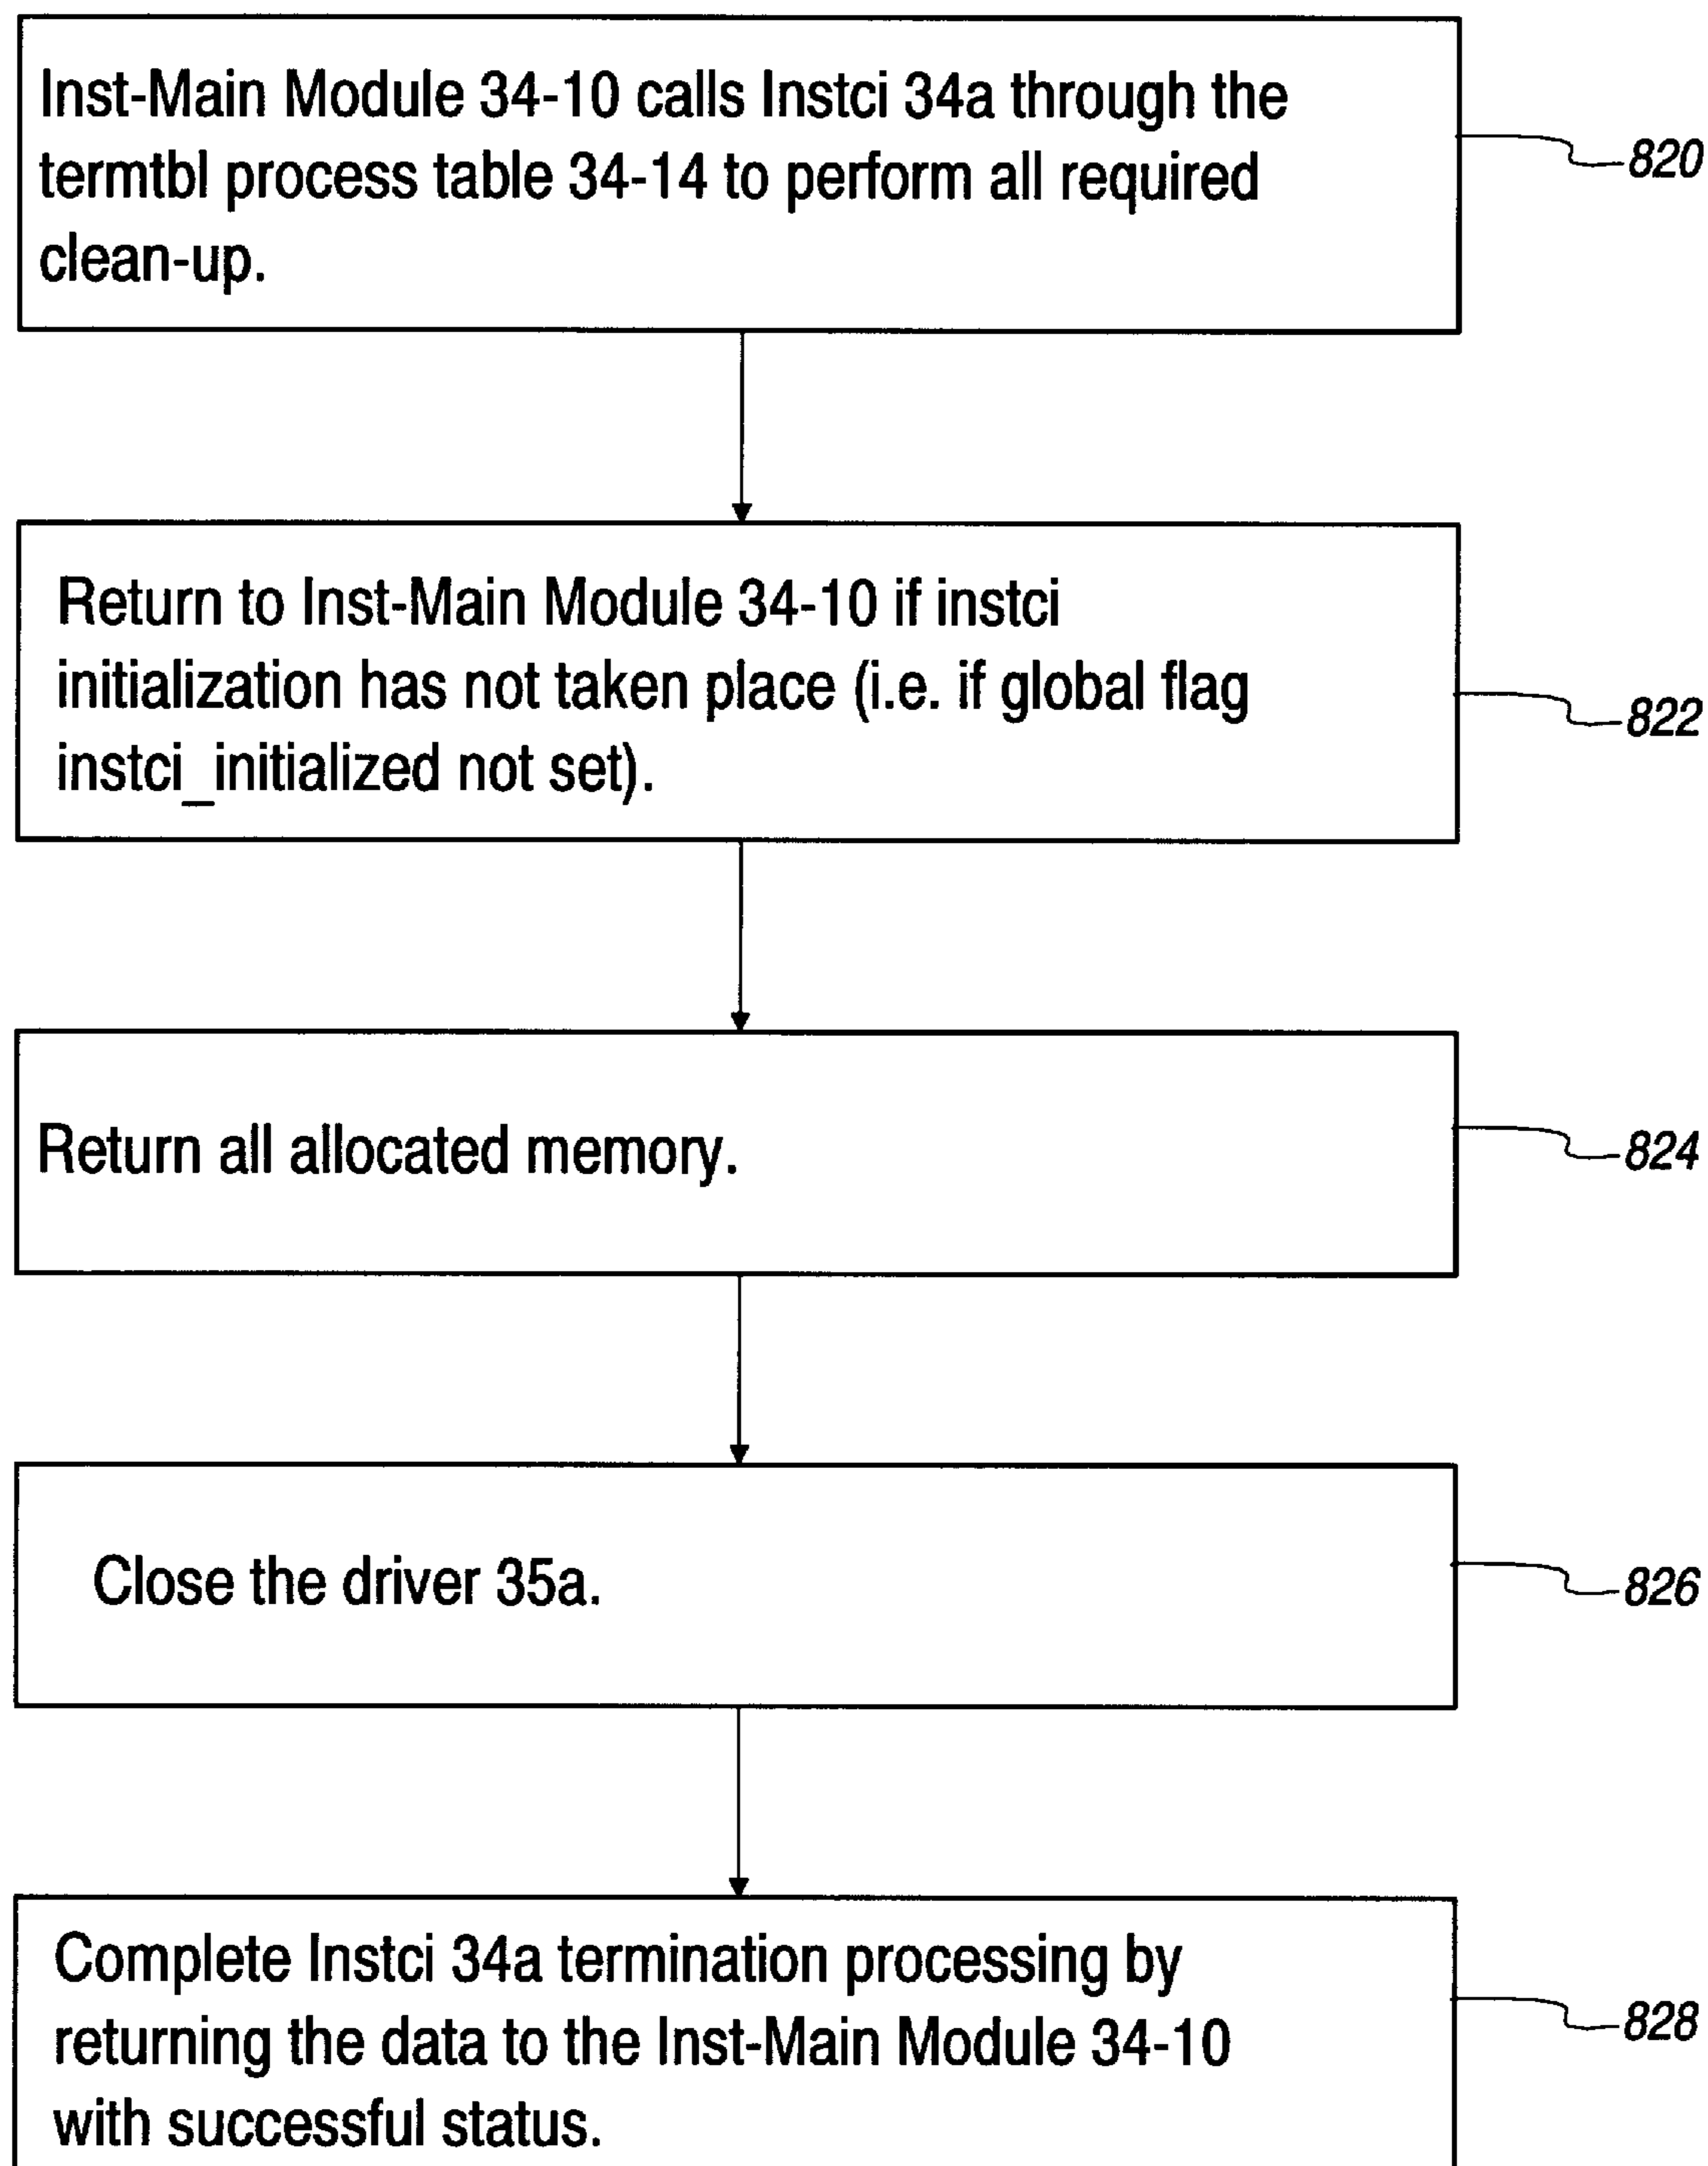 Inst-Main Module 34-10 calls Instci 34a through the
termtbl process table 34-14 to perform all required
clean-up.
820
Return to Inst-Main Module 34-10 if instci
initialization has not taken place (i.e. if global flag
instci_initialized not set).
822
Return all allocated memory.
824
Close the driver 35a.
826
Complete Instci 34a termination processing by
returning the data to the Inst-Main Module 34-10
with successful status.
828